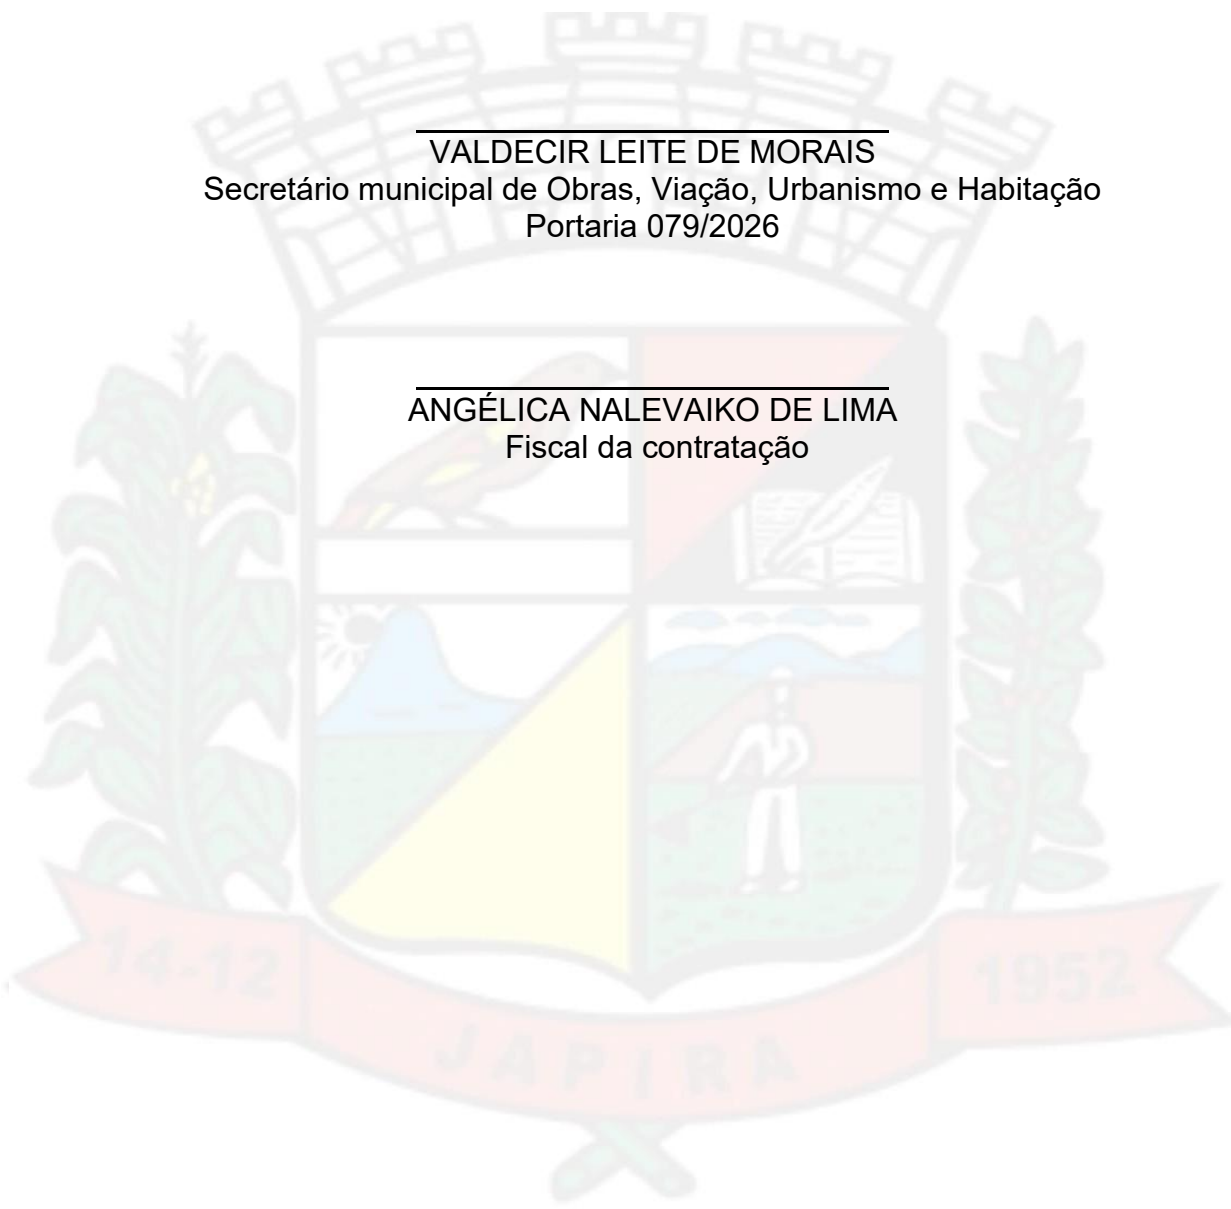 VALDECIR LEITE DE MORAIS
Secretário municipal de Obras, Viação, Urbanismo e Habitação
Portaria 079/2026
ANGÉLICA NALEVAIKO DE LIMA
Fiscal da contratação
14-12
1952
JAPIRA